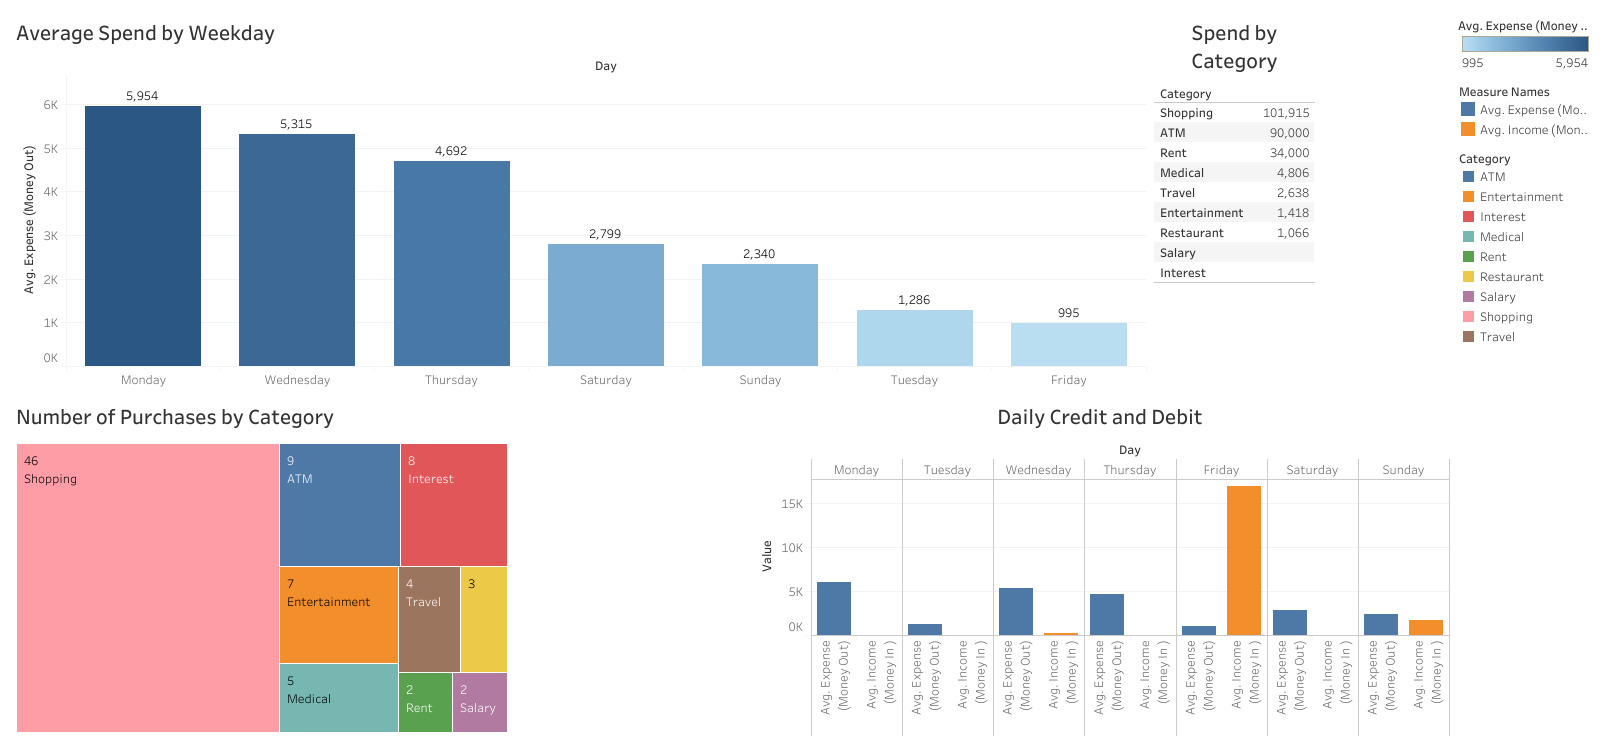 Average Spend by Weekday
Day
Avg. Expense (Money Out)
6K
5K
4K
3K
2K
1K
0K
5,954
5,315
4,692
2,799
2,340
1,286
995
Monday
Wednesday
Thursday
Saturday
Sunday
Tuesday
Friday
Spend by
Category
Category
Shopping 101,915
ATM 90,000
Rent 34,000
Medical 4,806
Travel 2,638
Entertainment 1,418
Restaurant 1,066
Salary
Interest
Avg. Expense (Money ..
995 5,954
Measure Names
Avg. Expense (Mo..
Avg. Income (Mon..
Category
ATM
Entertainment
Interest
Medical
Rent
Restaurant
Salary
Shopping
Travel
Number of Purchases by Category
46
Shopping
9
ATM
8
Interest
7
Entertainment
4
Travel
3
5
Medical
2
Rent
2
Salary
Daily Credit and Debit
Day
Monday
Tuesday
Wednesday
Thursday
Friday
Saturday
Sunday
Value
15K
10K
5K
0K
Avg. Expense
(Money Out)
Avg. Income
(Money In )
Avg. Expense
(Money Out)
Avg. Income
(Money In )
Avg. Expense
(Money Out)
Avg. Income
(Money In )
Avg. Expense
(Money Out)
Avg. Income
(Money In )
Avg. Expense
(Money Out)
Avg. Income
(Money In )
Avg. Expense
(Money Out)
Avg. Income
(Money In )
Avg. Expense
(Money Out)
Avg. Income
(Money In )